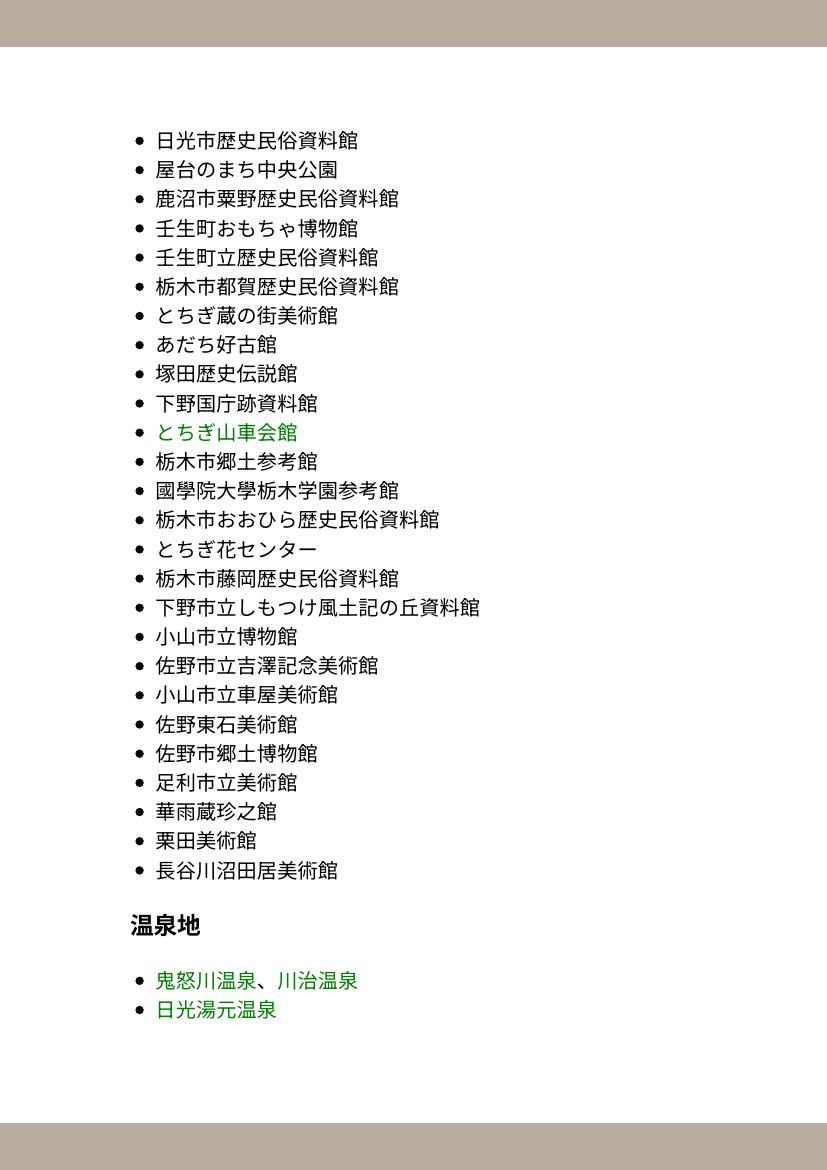 日光市歴史民俗資料館
屋台のまち中央公園
鹿沼市粟野歴史民俗資料館
壬生町おもちゃ博物館
壬生町立歴史民俗資料館
栃木市都賀歴史民俗資料館
とちぎ蔵の街美術館
あだち好古館
塚田歴史伝説館
下野国庁跡資料館
とちぎ山車会館
栃木市郷土参考館
國學院大學栃木学園参考館
栃木市おおひら歴史民俗資料館
とちぎ花センター
栃木市藤岡歴史民俗資料館
下野市立しもつけ風土記の丘資料館
小山市立博物館
佐野市立吉澤記念美術館
小山市立車屋美術館
佐野東石美術館
佐野市郷土博物館
足利市立美術館
華雨蔵珍之館
栗田美術館
長谷川沼田居美術館
温泉地
鬼怒川温泉、川治温泉
日光湯元温泉